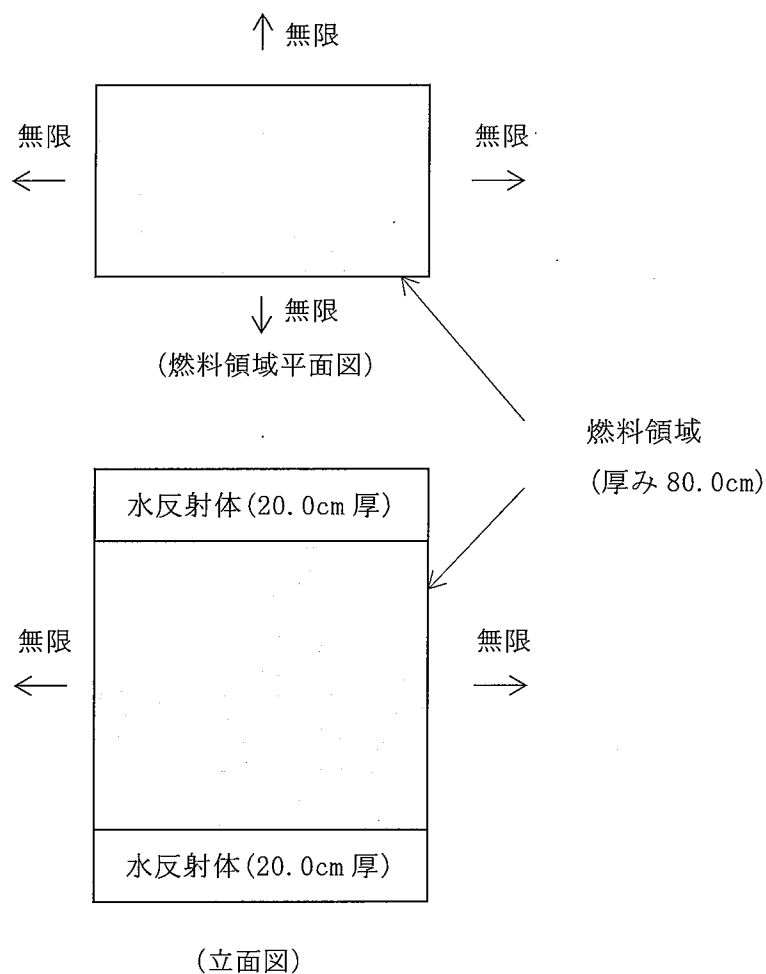 ↑ 無限
無限
←
無限
→
↓ 無限
(燃料領域平面図)
燃料領域
(厚み 80.0cm)
水反射体(20.0cm 厚)
無限
←
無限
→
水反射体(20.0cm 厚)
(立面図)